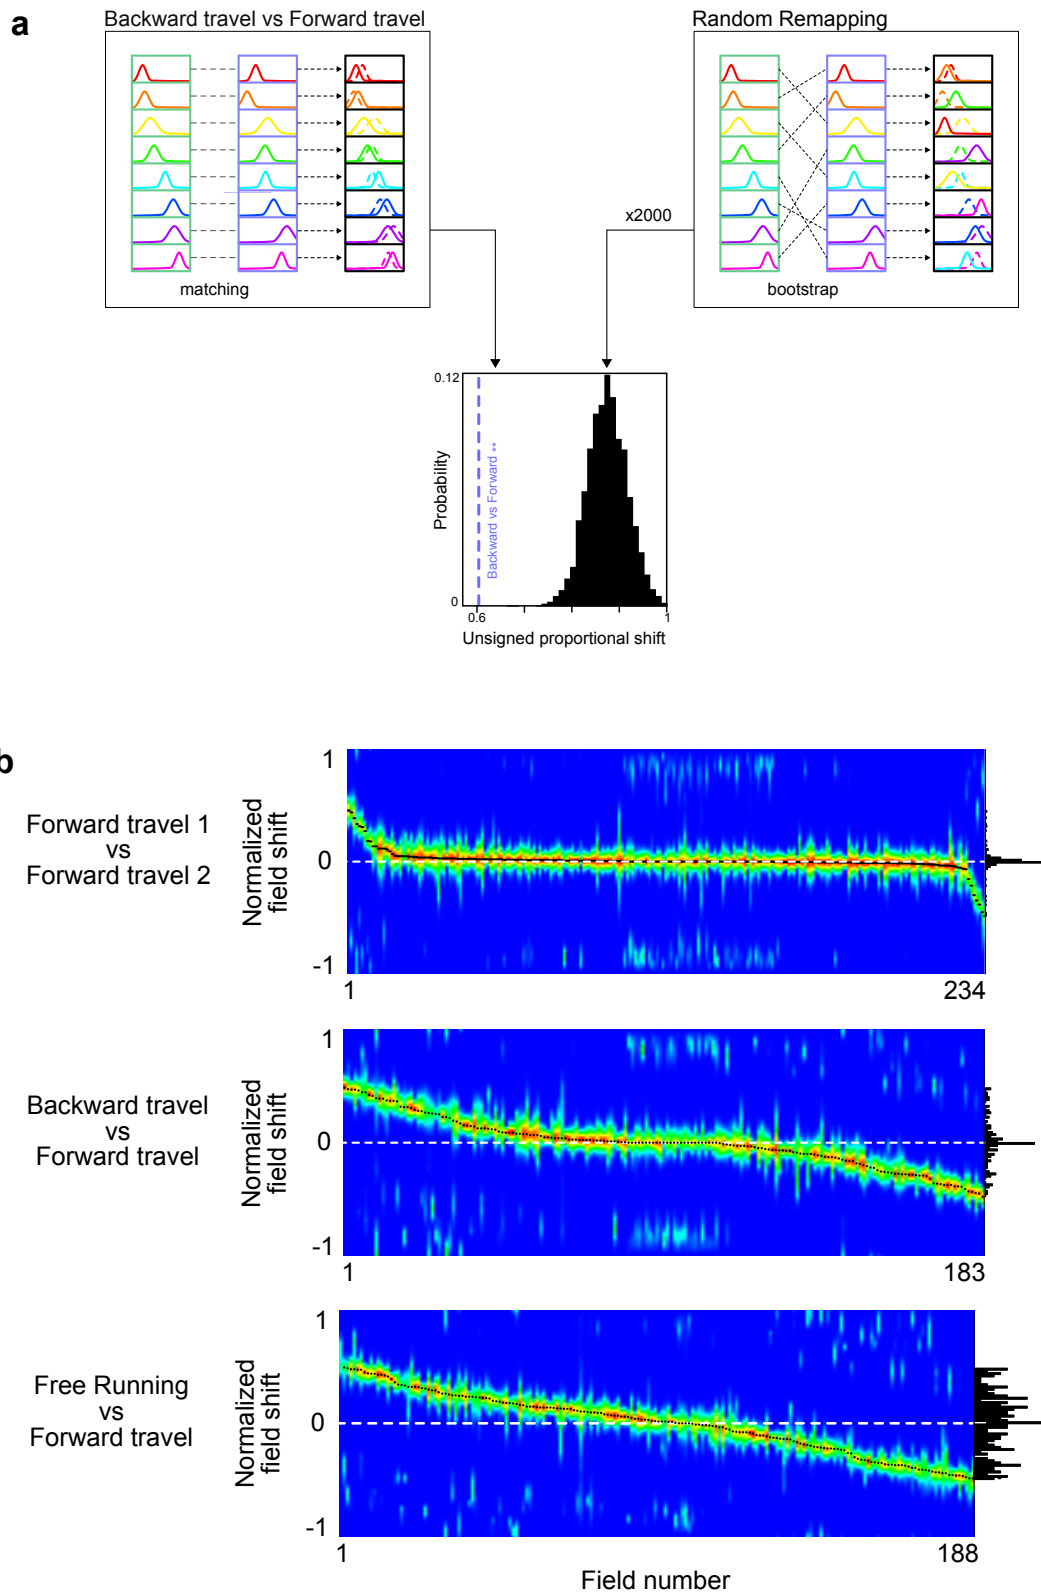 a
Backward travel vs Forward travel
Random Remapping
matching
bootstrap
x2000
0.12
Probability
Backward vs Forward **
0
0.6
1
Unsigned proportional shift
b
Forward travel 1
vs
Forward travel 2
Normalized
field shift
1
0
-1
1
234
Backward travel
vs
Forward travel
Normalized
field shift
1
0
-1
1
183
Free Running
vs
Forward travel
Normalized
field shift
1
0
-1
1
188
Field number